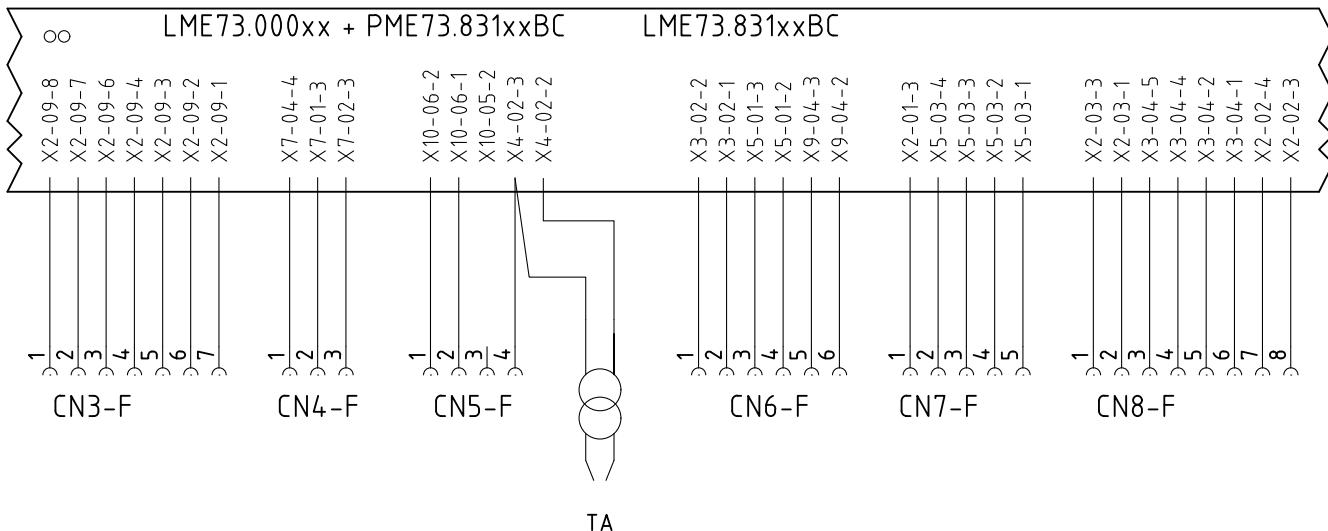 LME73.000xx + PME73.831xxBC LME73.831xxBC
X2-09-8 X2-09-7 X2-09-6 X2-09-4 X2-09-3 X2-09-2 X2-09-1 X7-04-4 X7-01-3 X7-02-3 X10-06-2 X10-06-1 X10-05-2 X4-02-3 X4-02-2 X3-02-2 X3-02-1 X5-01-3 X5-01-2 X9-04-3 X9-04-2 X2-01-3 X5-03-4 X5-03-3 X5-03-2 X5-03-1 X2-03-3 X2-03-1 X3-04-5 X3-04-4 X3-04-2 X3-04-1 X2-02-4 X2-02-3
1 2 3 4 5 6 7 1 2 3 1 2 3 4 1 2 3 4 5 6 1 2 3 4 5 1 2 3 4 5 6 7 8
CN3-F CN4-F CN5-F CN6-F CN7-F CN8-F
TA